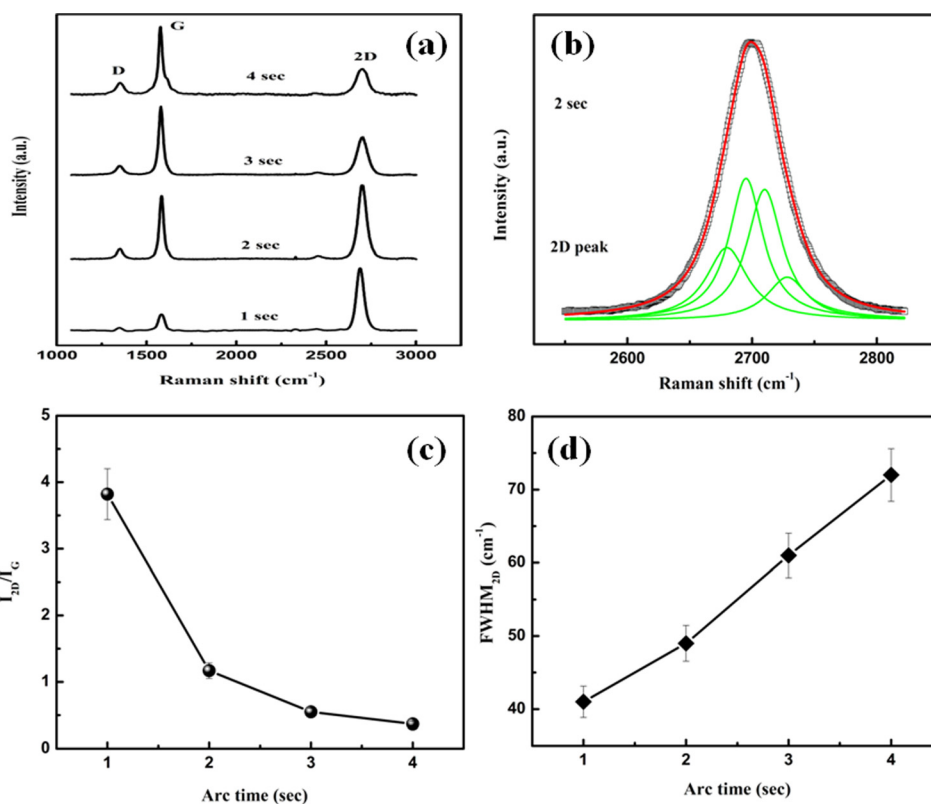 (a)
G
D
2D
4 sec
3 sec
2 sec
1 sec
Intensity (a.u.)
1000 1500 2000 2500 3000
Raman shift (cm-1)
(b)
2 sec
2D peak
Intensity (a.u.)
2600 2700 2800
Raman shift (cm-1)
(c)
5
4
3
2
1
0
I2D/IG
1 2 3 4
Arc time (sec)
(d)
80
70
60
50
40
FWHM2D (cm-1)
1 2 3 4
Arc time (sec)